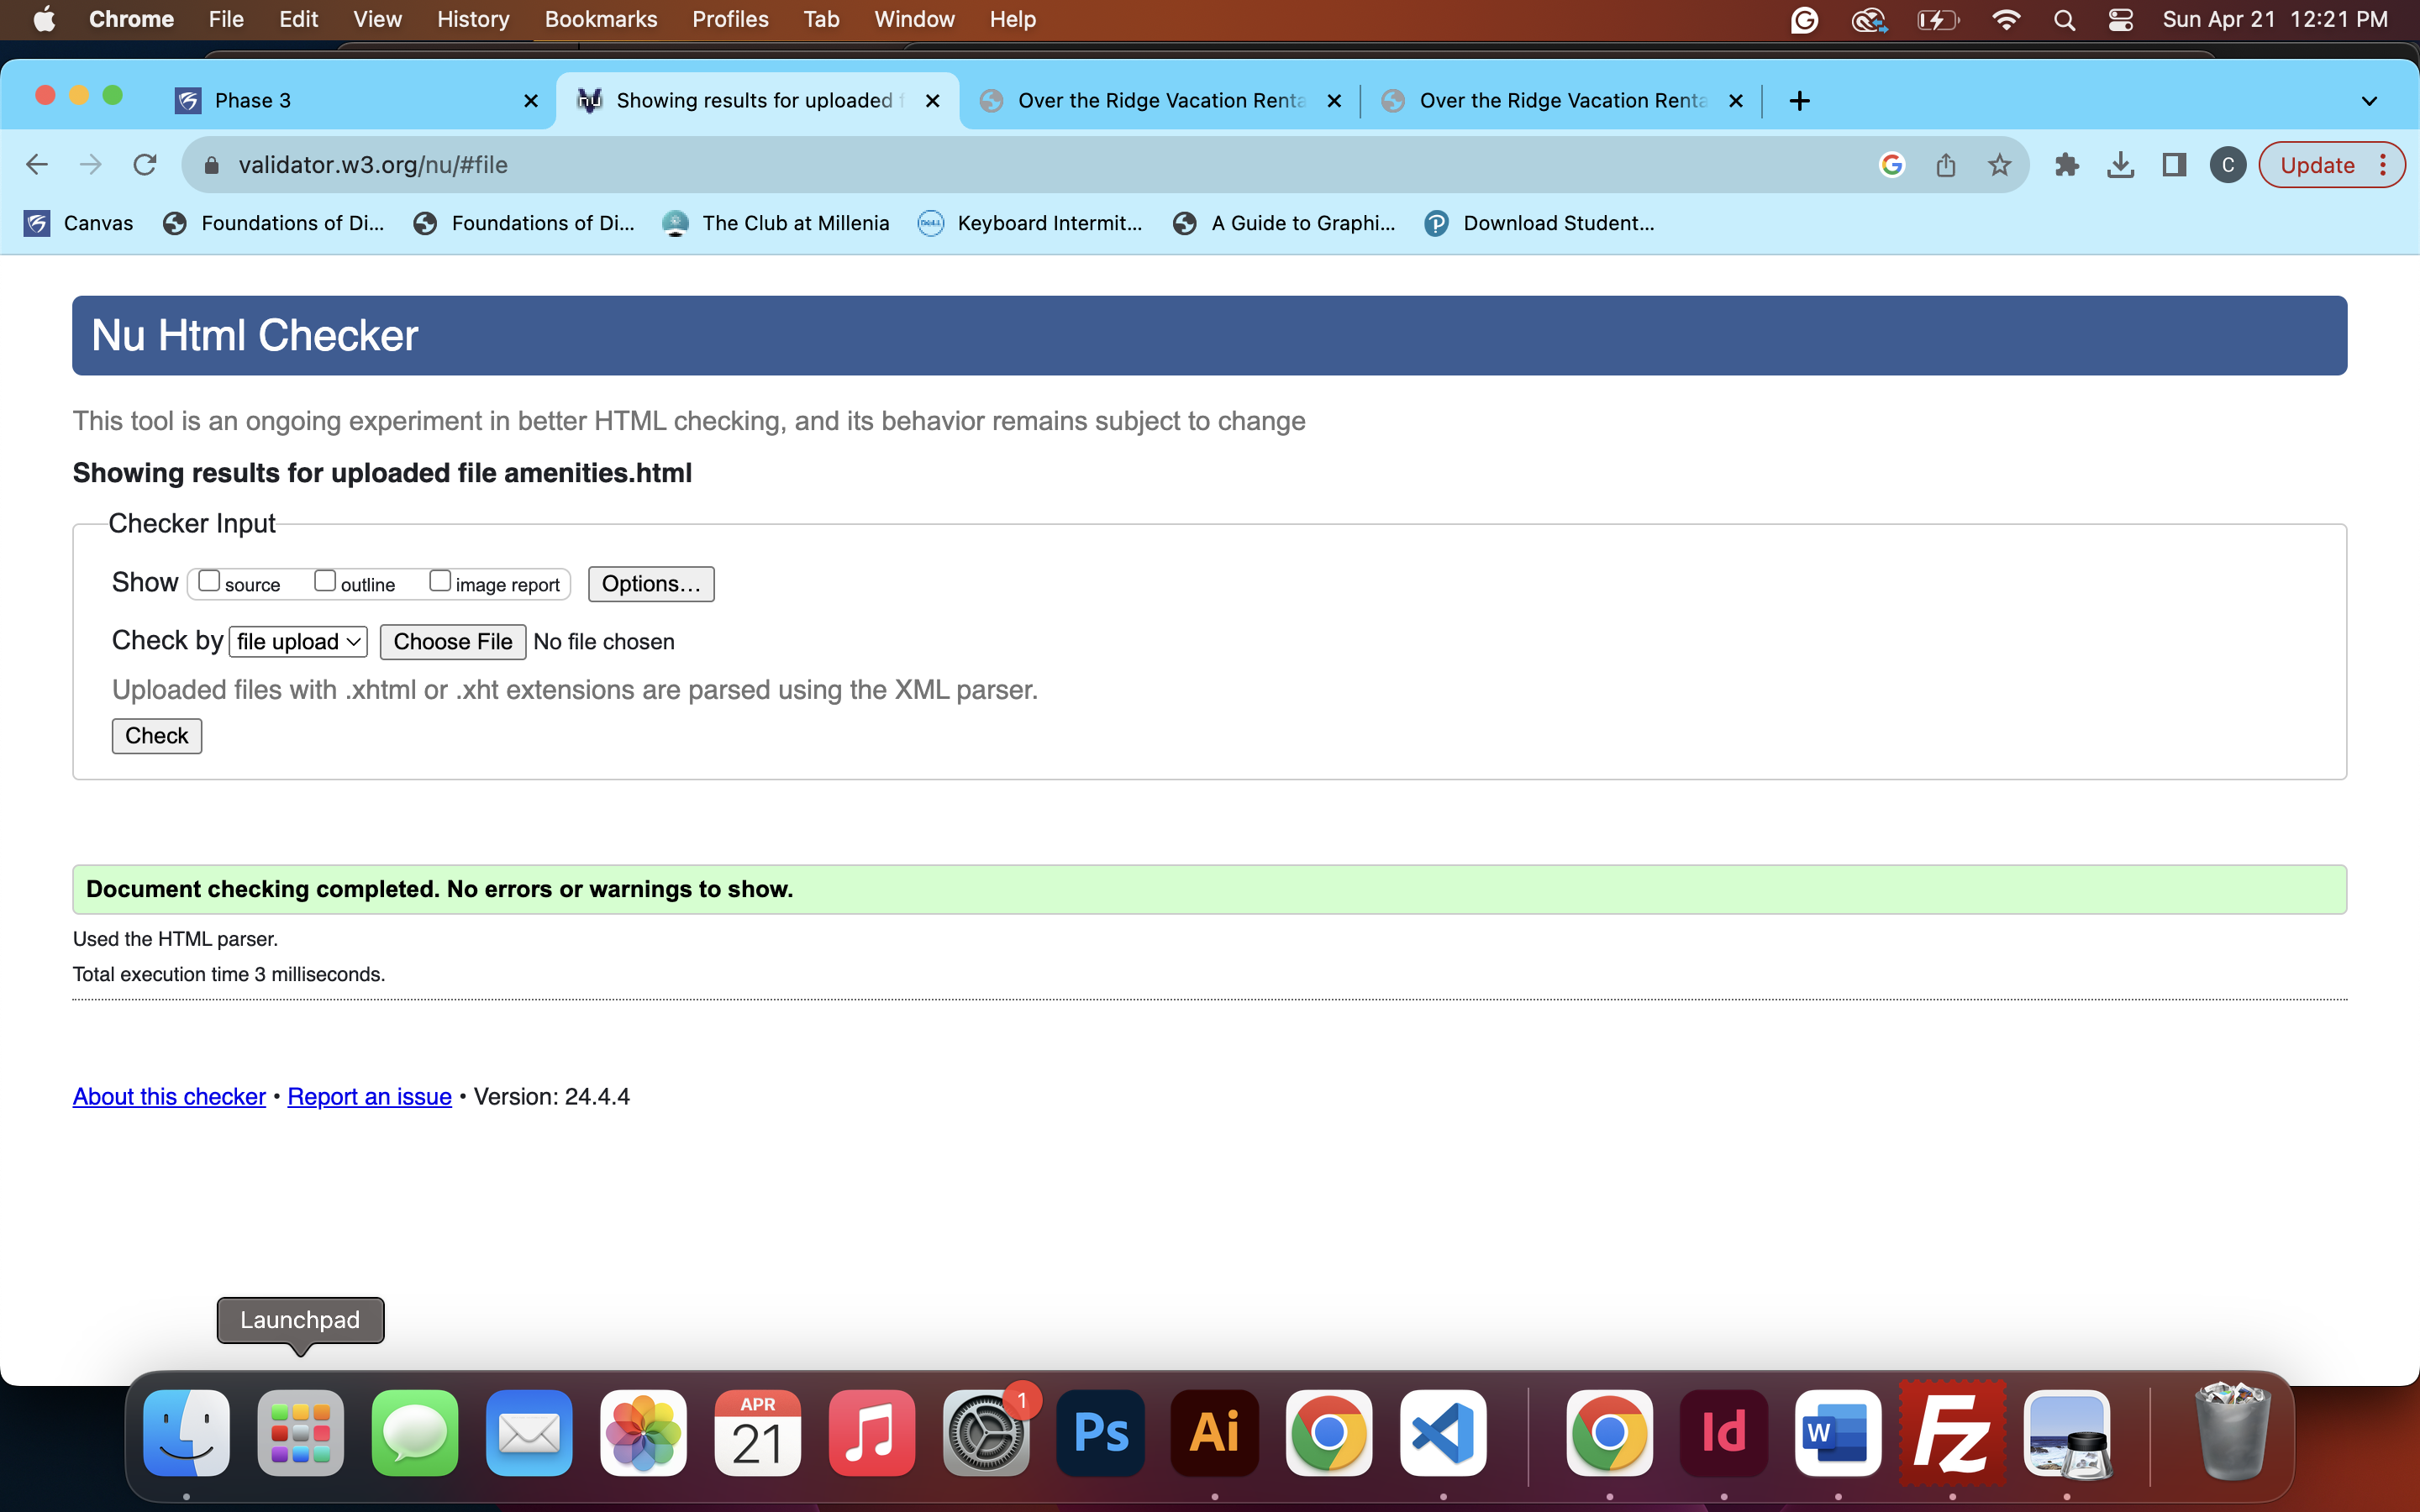 Chrome File Edit View History Bookmarks Profiles Tab Window Help Sun Apr 21 12:21 PM
Phase 3 Showing results for uploaded f Over the Ridge Vacation Renta Over the Ridge Vacation Renta
validator.w3.org/nu/#file C Update
Canvas Foundations of Di... Foundations of Di... The Club at Millenia Keyboard Intermit... A Guide to Graphi... Download Student...
Nu Html Checker
This tool is an ongoing experiment in better HTML checking, and its behavior remains subject to change
Showing results for uploaded file amenities.html
Checker Input
Show source outline image report Options...
Check by file upload Choose File No file chosen
Uploaded files with .xhtml or .xht extensions are parsed using the XML parser.
Check
Document checking completed. No errors or warnings to show.
Used the HTML parser.
Total execution time 3 milliseconds.
About this checker • Report an issue • Version: 24.4.4
Launchpad
APR 21 1 Ps Ai Id W Fz